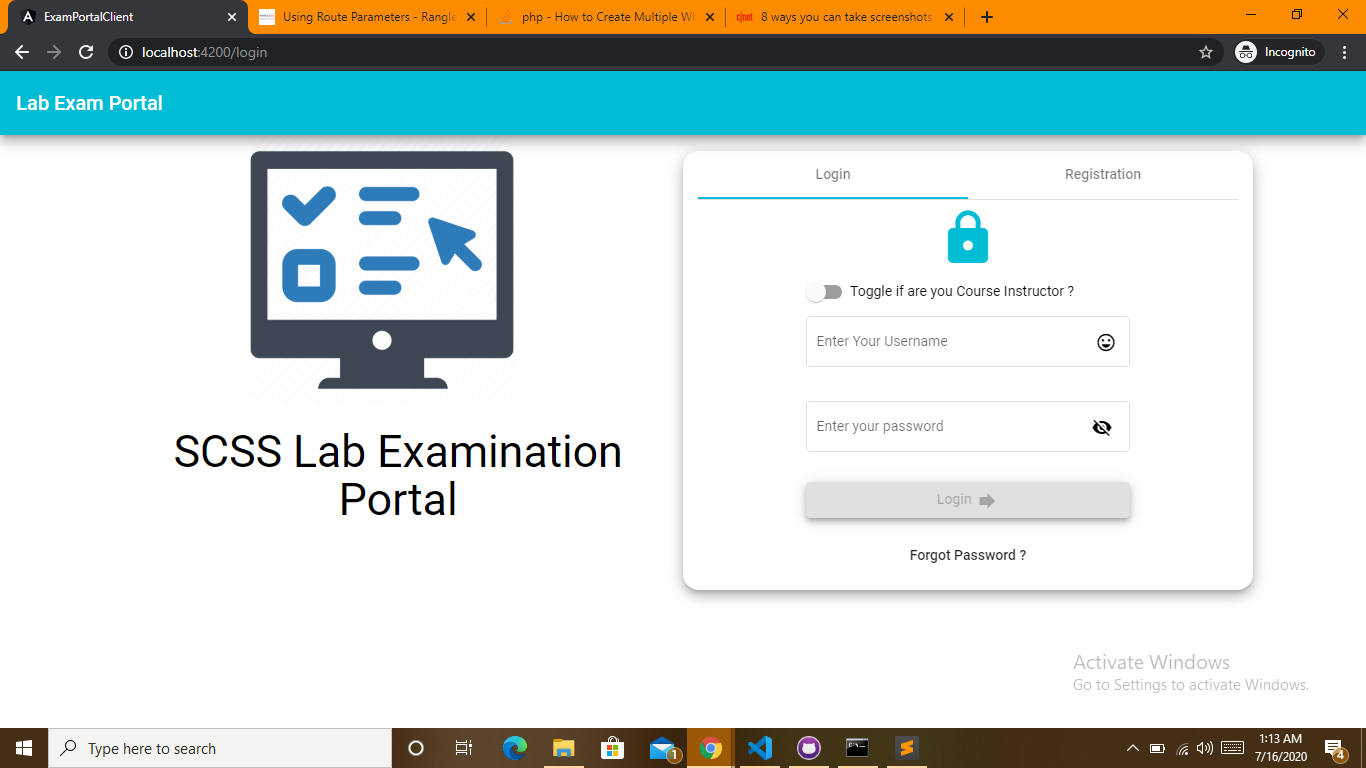 ExamPortalClient
Using Route Parameters - Rangle
php - How to Create Multiple Wh
c|net
8 ways you can take screenshots
localhost:4200/login
Incognito
Lab Exam Portal
Login
Registration
Toggle if are you Course Instructor ?
Enter Your Username
Enter your password
Login
Forgot Password ?
SCSS Lab Examination
Portal
Activate Windows
Go to Settings to activate Windows.
Type here to search
1
1:13 AM
7/16/2020
4